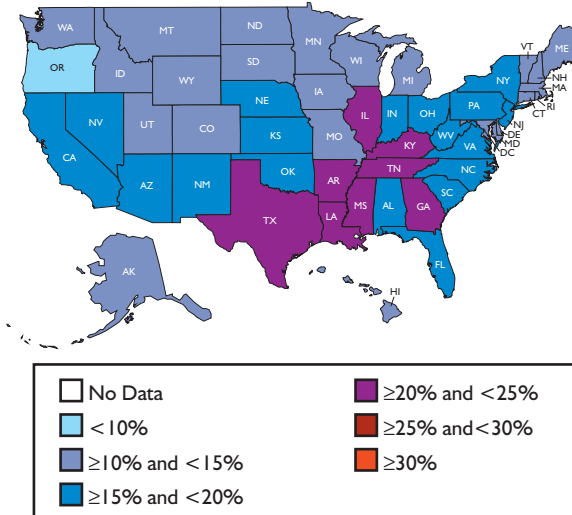 WA
MT
ND
MN
VT
ME
OR
ID
SD
WI
MI
NY
NH
MA
WY
IA
NE
PA
RI
CT
NV
UT
CO
IL
IN
OH
NJ
DE
MD
DC
CA
KS
MO
WV
VA
KY
AZ
NM
OK
AR
TN
NC
SC
TX
LA
MS
AL
GA
FL
AK
HI
No Data
<10%
≥10% and <15%
≥15% and <20%
≥20% and <25%
≥25% and<30%
≥30%